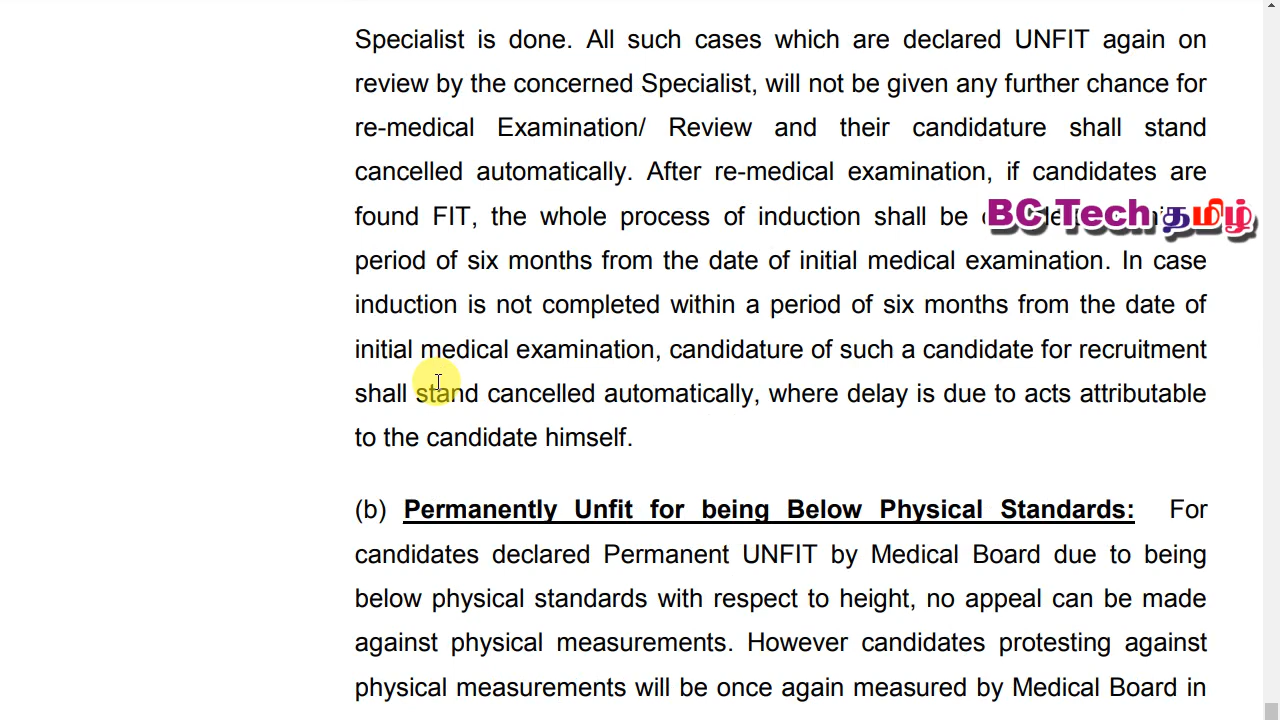 Specialist is done. All such cases which are declared UNFIT again on
review by the concerned Specialist, will not be given any further chance for
re-medical Examination/ Review and their candidature shall stand
cancelled automatically. After re-medical examination, if candidates are
found FIT, the whole process of induction shall be
BC Tech தமிழ்
period of six months from the date of initial medical examination. In case
induction is not completed within a period of six months from the date of
initial medical examination, candidature of such a candidate for recruitment
shall stand cancelled automatically, where delay is due to acts attributable
to the candidate himself.
(b) Permanently Unfit for being Below Physical Standards: For
candidates declared Permanent UNFIT by Medical Board due to being
below physical standards with respect to height, no appeal can be made
against physical measurements. However candidates protesting against
physical measurements will be once again measured by Medical Board in